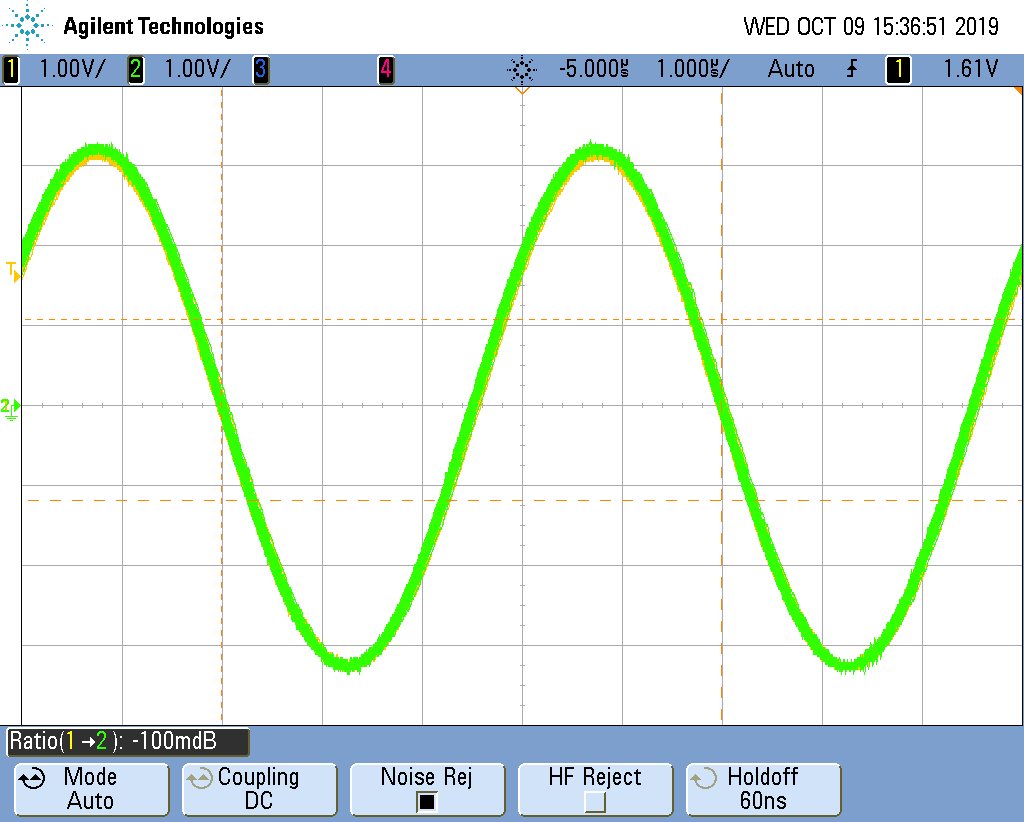 Agilent Technologies
WED OCT 09 15:36:51 2019
1 1.00V/ 2 1.00V/ 3 4 -5.000µs 1.000µs/ Auto 1 1.61V
T
2
Ratio(1→2): -100mdB
Mode
Auto
Coupling
DC
Noise Rej
HF Reject
Holdoff
60ns